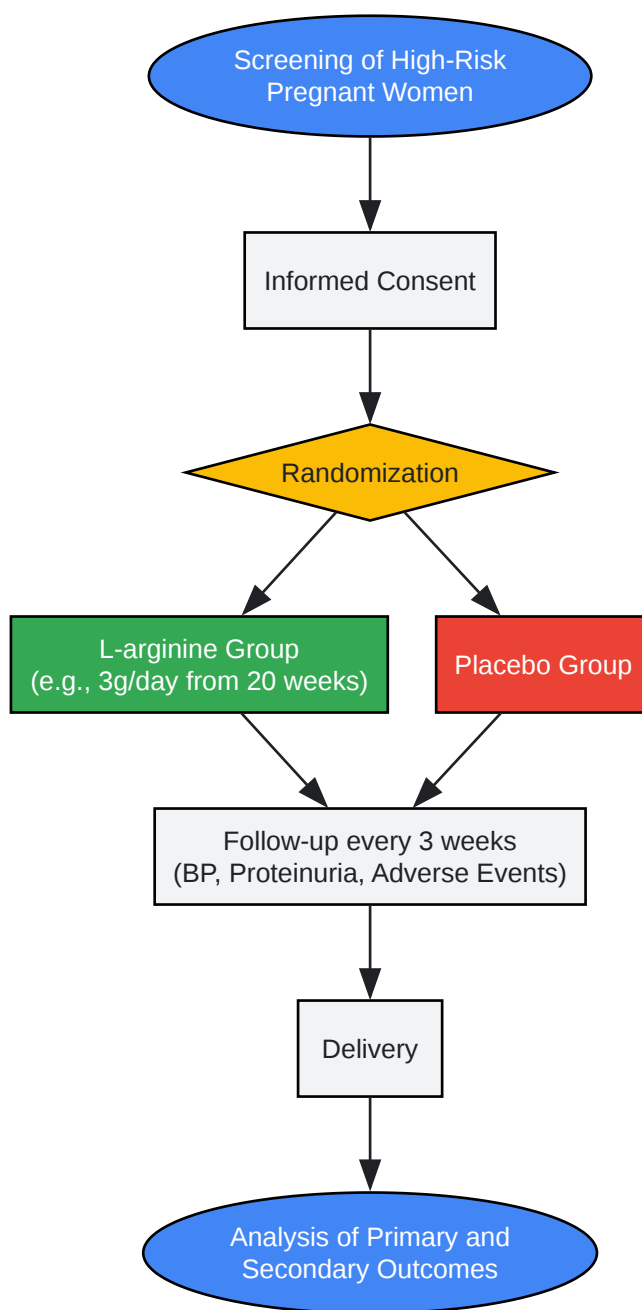 Screening of High-Risk
Pregnant Women
Informed Consent
Randomization
L-arginine Group
(e.g., 3g/day from 20 weeks)
Placebo Group
Follow-up every 3 weeks
(BP, Proteinuria, Adverse Events)
Delivery
Analysis of Primary and
Secondary Outcomes